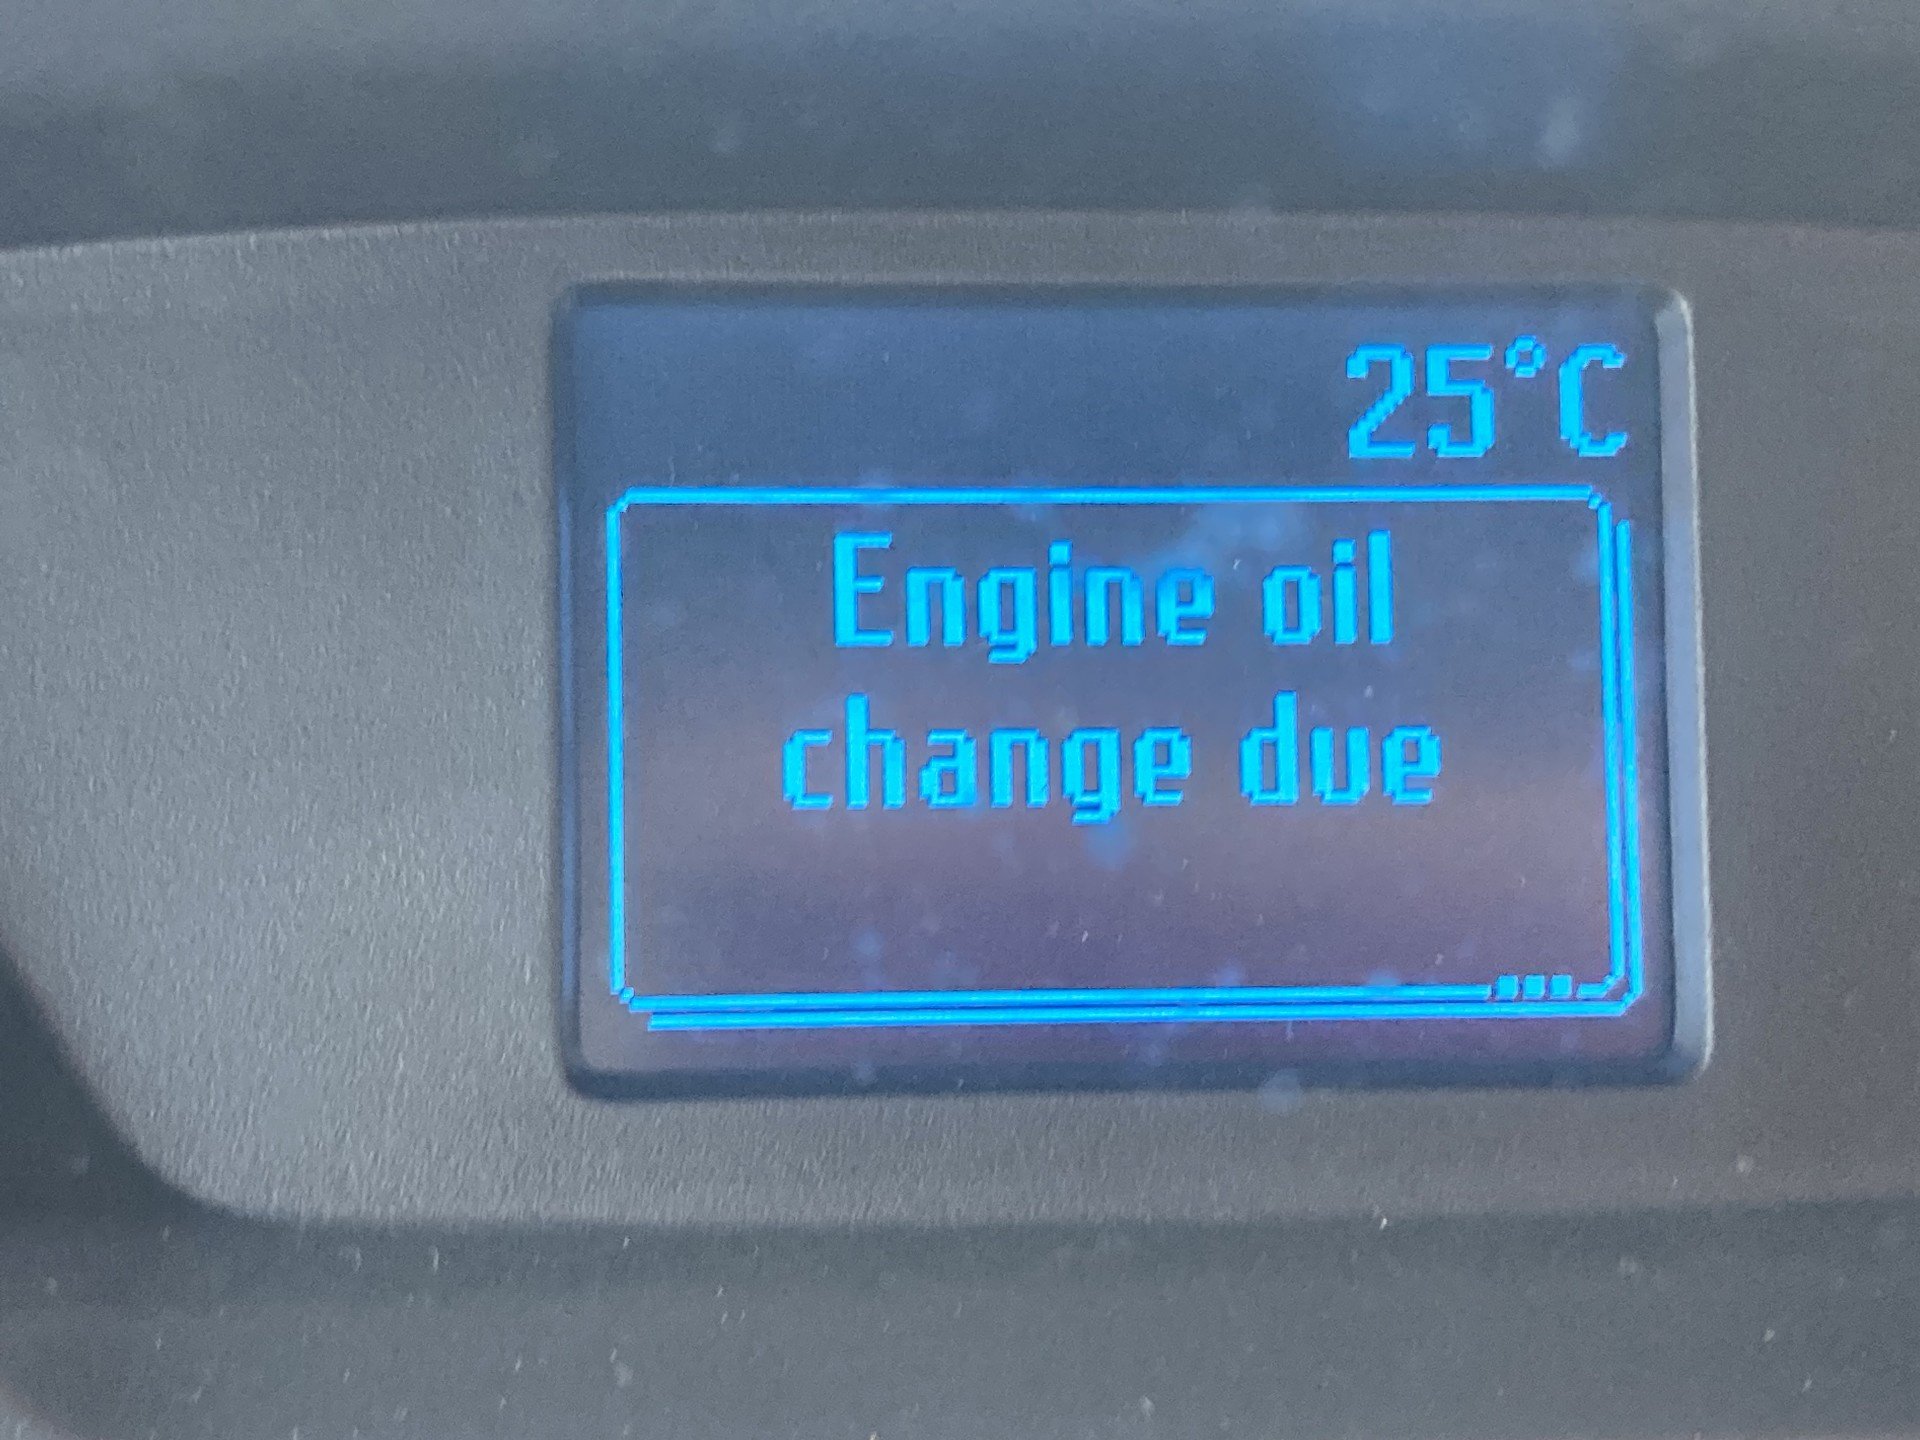 25°C
Engine oil
change due